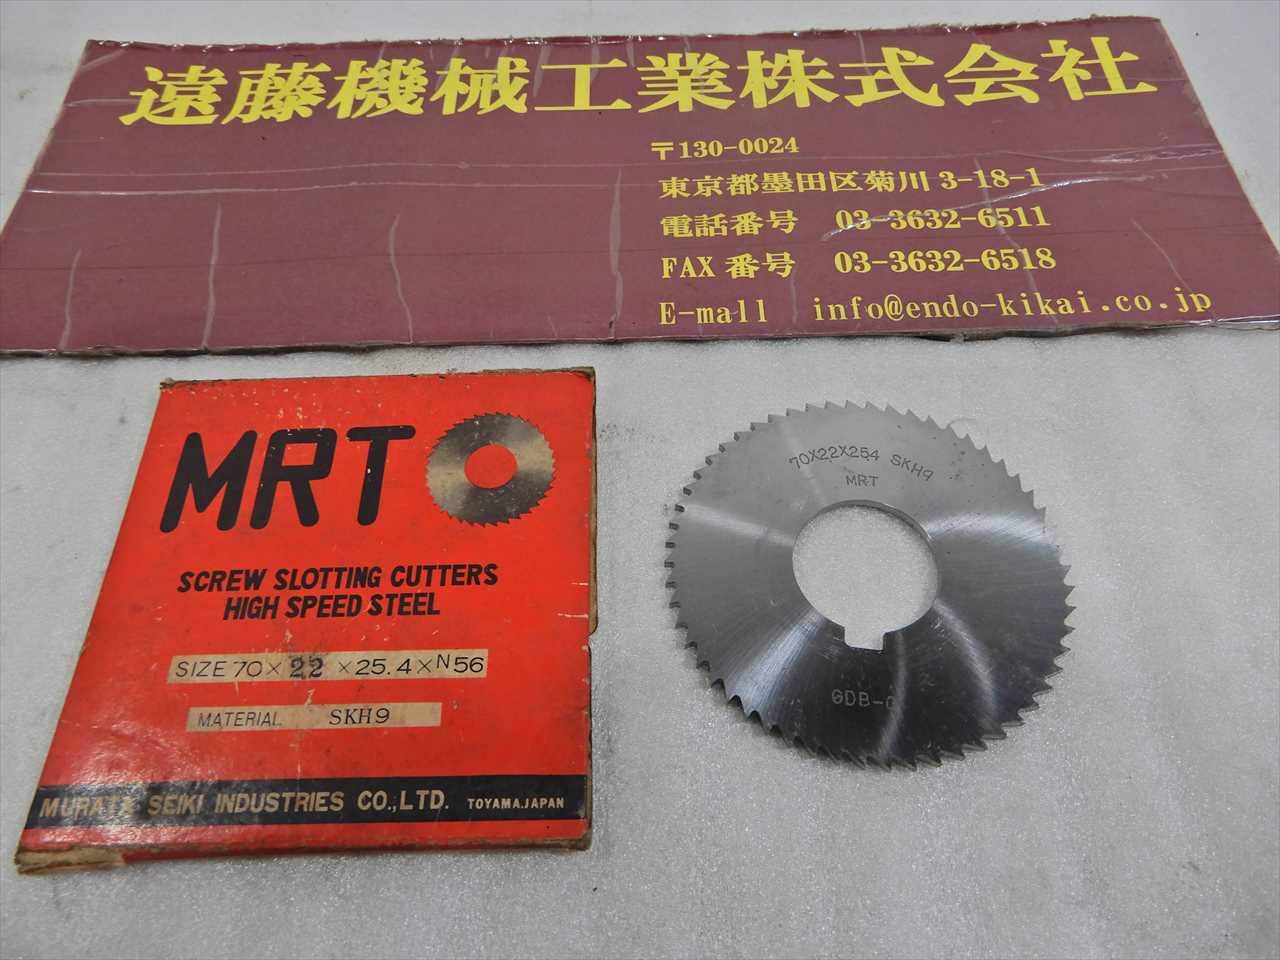 遠藤機械工業株式会社
〒130-0024
東京都墨田区菊川 3-18-1
電話番号 03-3632-6511
FAX 番号 03-3632-6518
E-mall info@endo-kikai.co.jp
MRT
SCREW SLOTTING CUTTERS
HIGH SPEED STEEL
SIZE 70× 22 ×25.4×N56
MATERIAL SKH9
MURATA SEIKI INDUSTRIES CO.,LTD. TOYAMA.JAPAN
70X22X254 SKH9
MRT